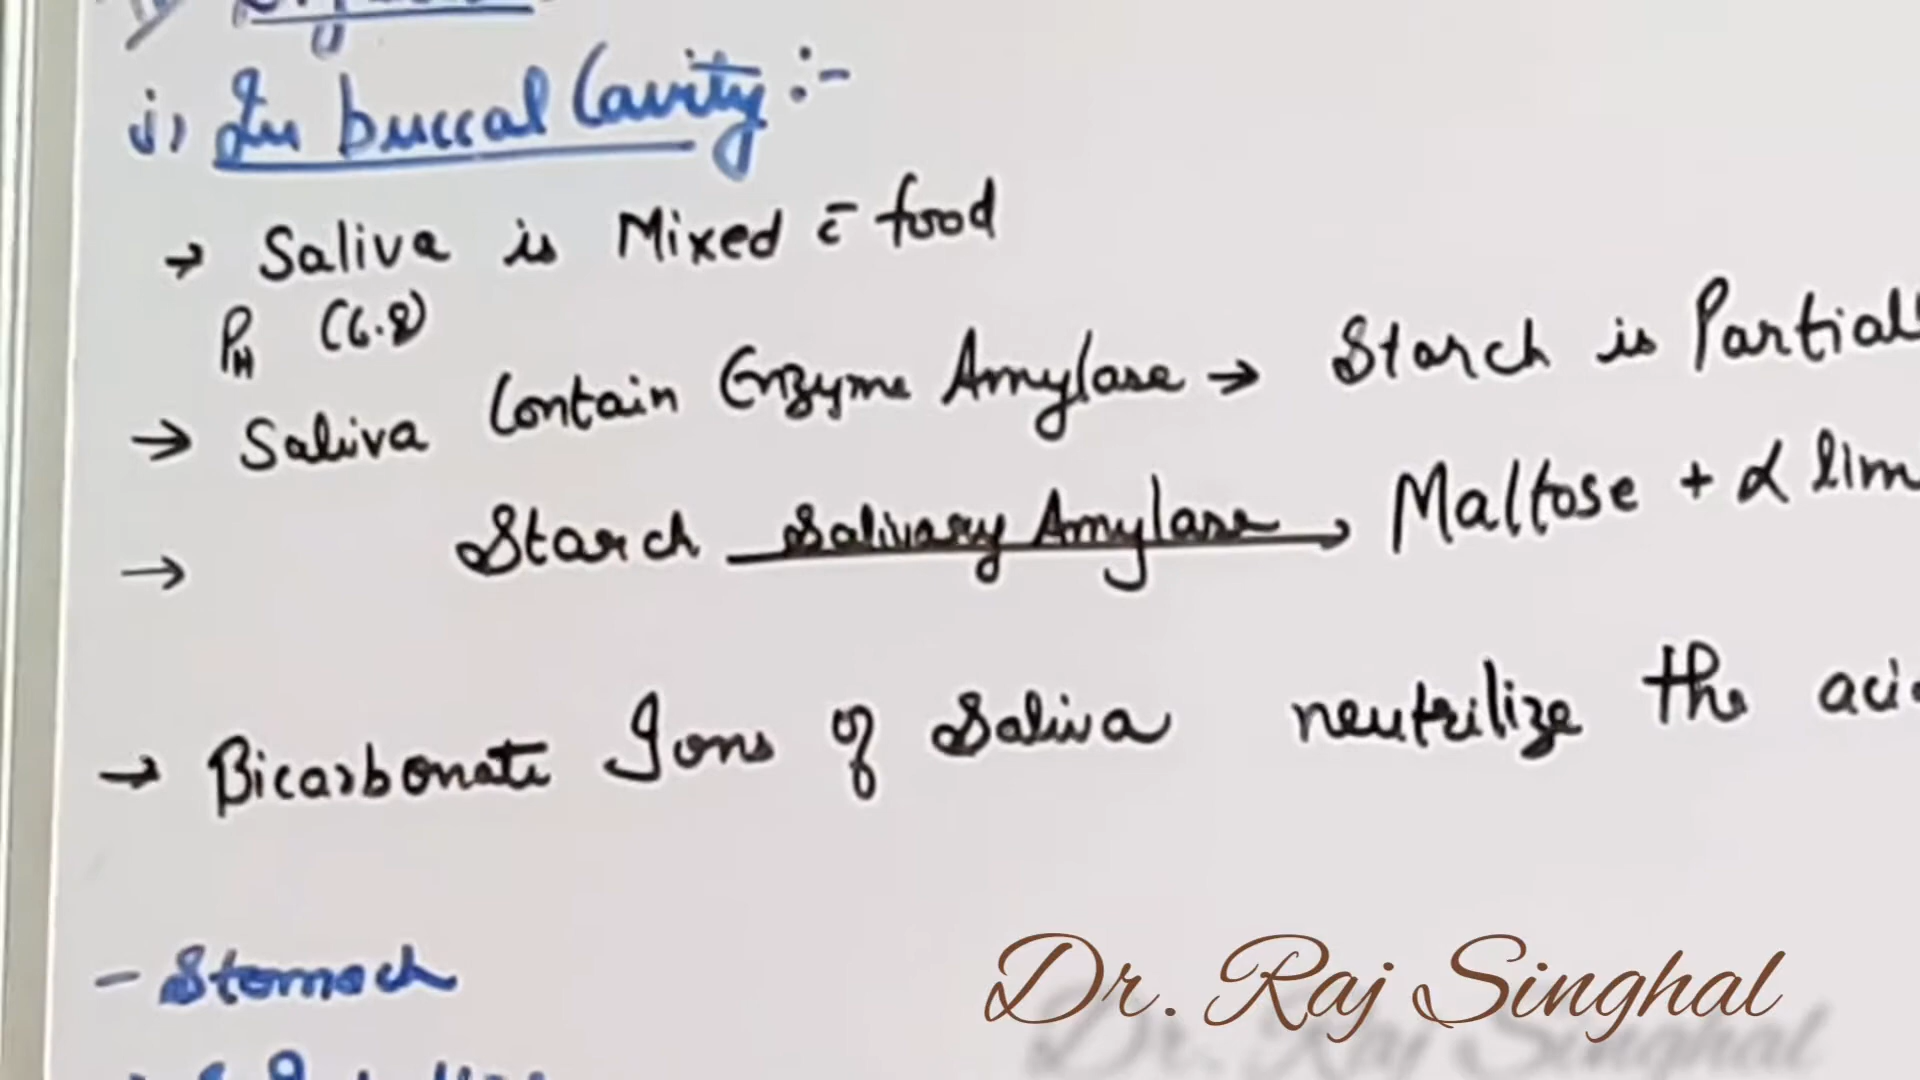 i) In buccal Cavity :-
→ Saliva is Mixed c̄ food
PH (6.8)
→ Saliva Contain Enzyme Amylase → Starch is Partial
→ Starch Salivary Amylase → Maltose + α lim
→ Bicarbonate Ions of Saliva neutrilize the aci
- Stomach
Dr. Raj Singhal